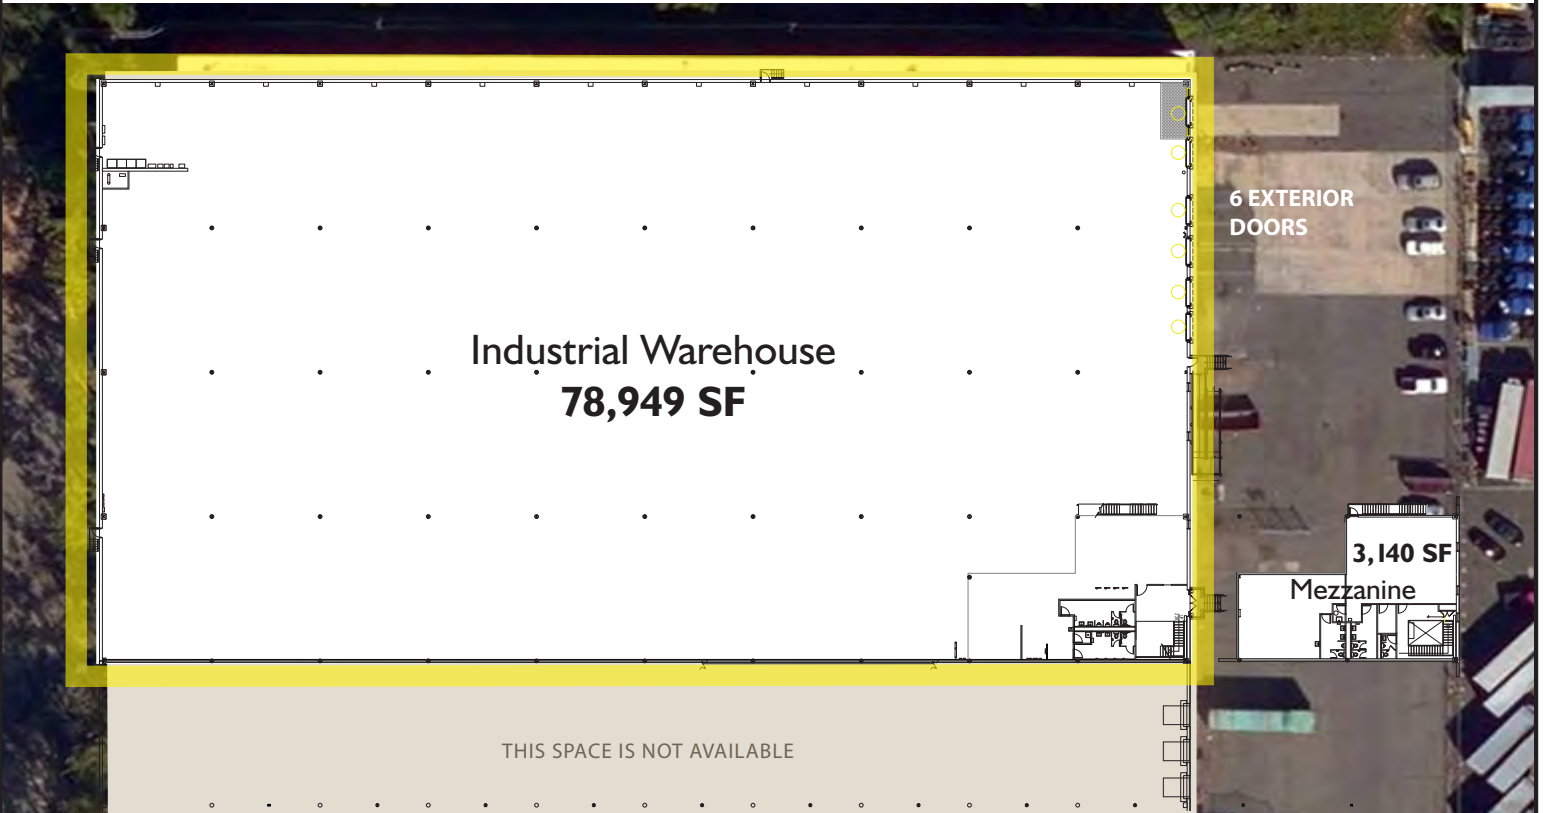 6 EXTERIOR
DOORS
Industrial Warehouse
78,949 SF
3,140 SF
Mezzanine
THIS SPACE IS NOT AVAILABLE